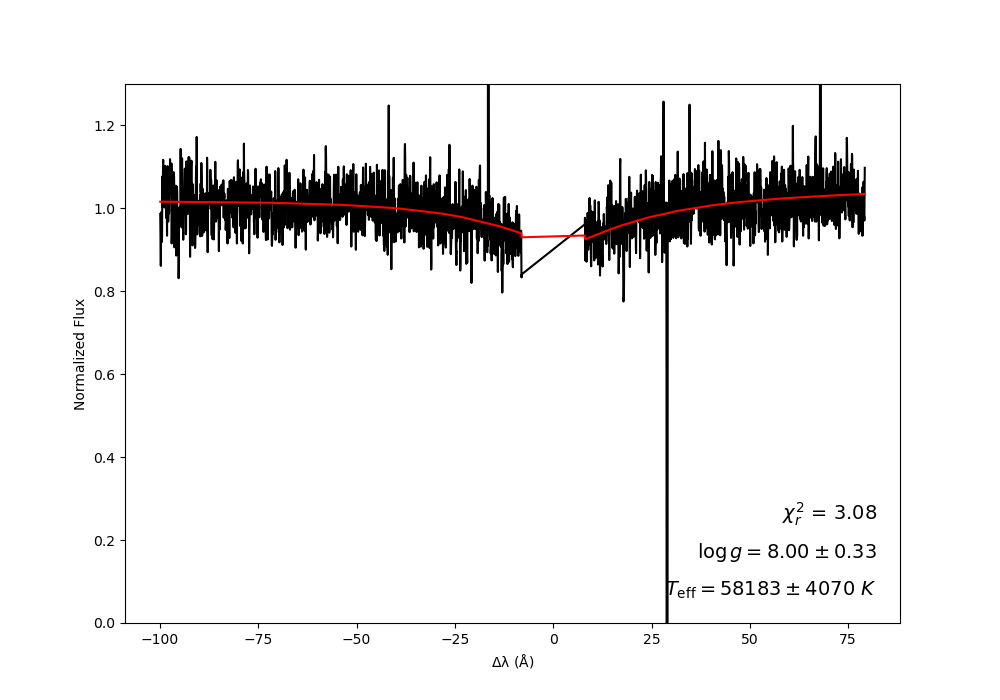 1.2
1.0
0.8
0.6
0.4
0.2
0.0
Normalized Flux
χ²ᵣ = 3.08
log g = 8.00 ± 0.33
T_eff = 58183 ± 4070 K
−100 −75 −50 −25 0 25 50 75
Δλ (Å)